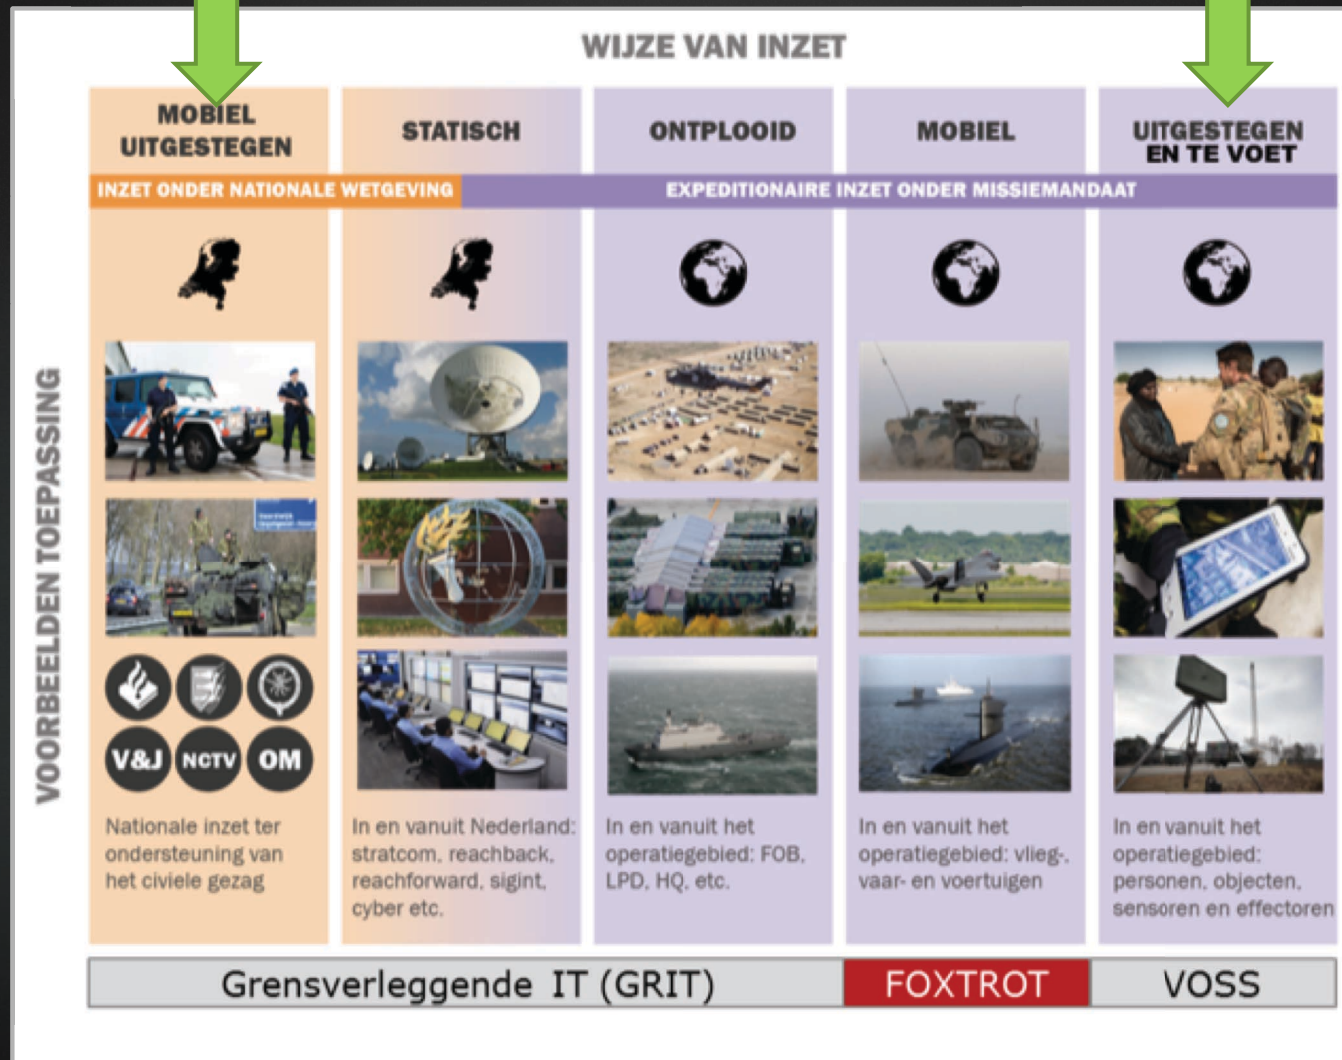 WIJZE VAN INZET
MOBIEL
UITGESTEGEN
STATISCH
ONTPLOOID
MOBIEL
UITGESTEGEN
EN TE VOET
INZET ONDER NATIONALE WETGEVING
EXPEDITIONAIRE INZET ONDER MISSIEMANDAAT
VOORBEELDEN TOEPASSING
V&J
NCTV
OM
Nationale inzet ter
ondersteuning van
het civiele gezag
In en vanuit Nederland:
stratcom, reachback,
reachforward, sigint,
cyber etc.
In en vanuit het
operatiegebied: FOB,
LPD, HQ, etc.
In en vanuit het
operatiegebied: vlieg-,
vaar- en voertuigen
In en vanuit het
operatiegebied:
personen, objecten,
sensoren en effectoren
Grensverleggende IT (GRIT)
FOXTROT
VOSS